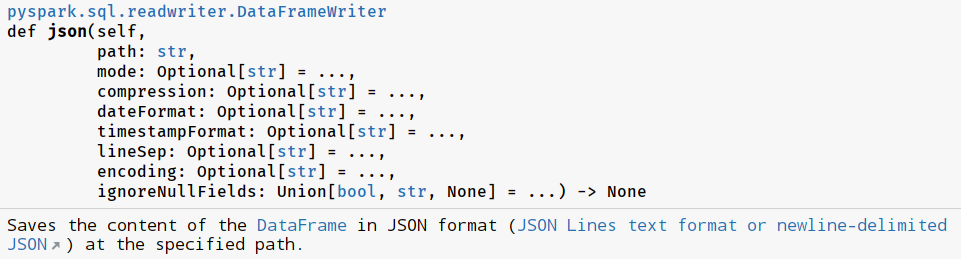 pyspark.sql.readwriter.DataFrameWriter
def json(self,
         path: str,
         mode: Optional[str] = ...,
         compression: Optional[str] = ...,
         dateFormat: Optional[str] = ...,
         timestampFormat: Optional[str] = ...,
         lineSep: Optional[str] = ...,
         encoding: Optional[str] = ...,
         ignoreNullFields: Union[bool, str, None] = ...) -> None
Saves the content of the DataFrame in JSON format (JSON Lines text format or newline-delimited
JSON↗) at the specified path.